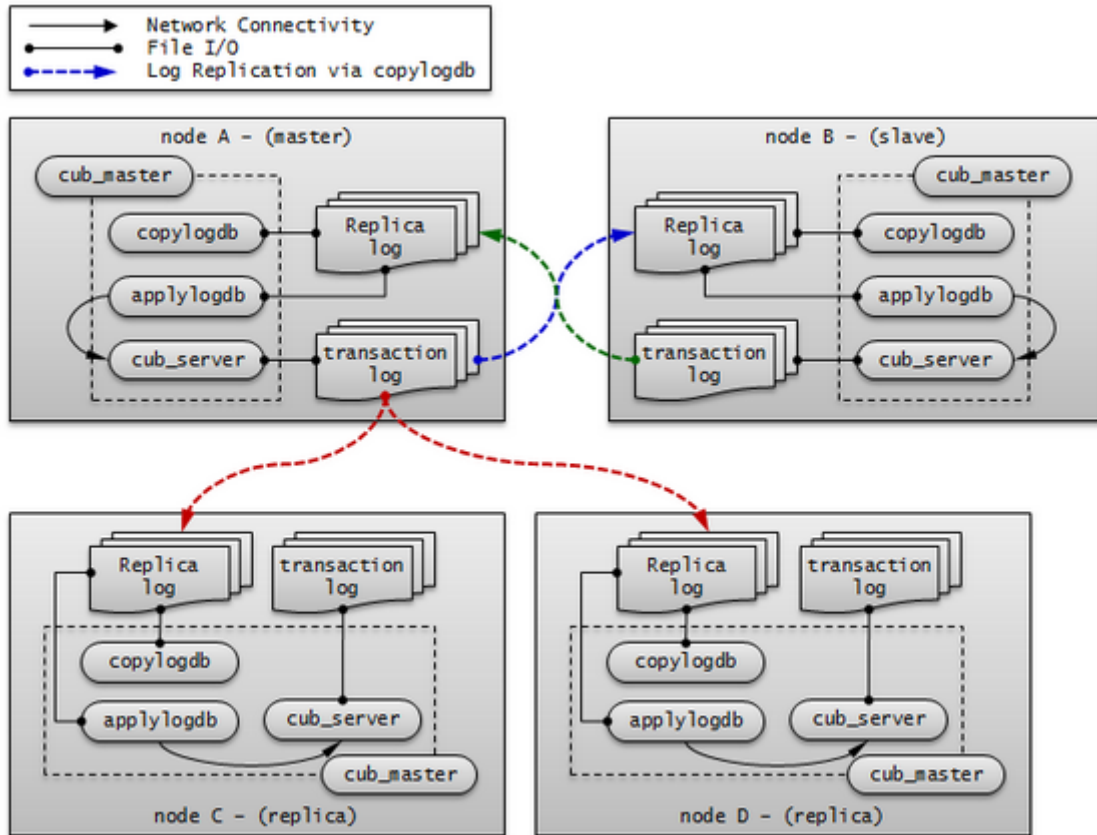 Network Connectivity
File I/O
Log Replication via copylogdb
node A - (master)
cub_master
copylogdb
Replica
log
applylogdb
cub_server
transaction
log
node B - (slave)
cub_master
Replica
log
copylogdb
applylogdb
transaction
log
cub_server
Replica
log
transaction
log
copylogdb
applylogdb
cub_server
cub_master
node C - (replica)
Replica
log
transaction
log
copylogdb
applylogdb
cub_server
cub_master
node D - (replica)